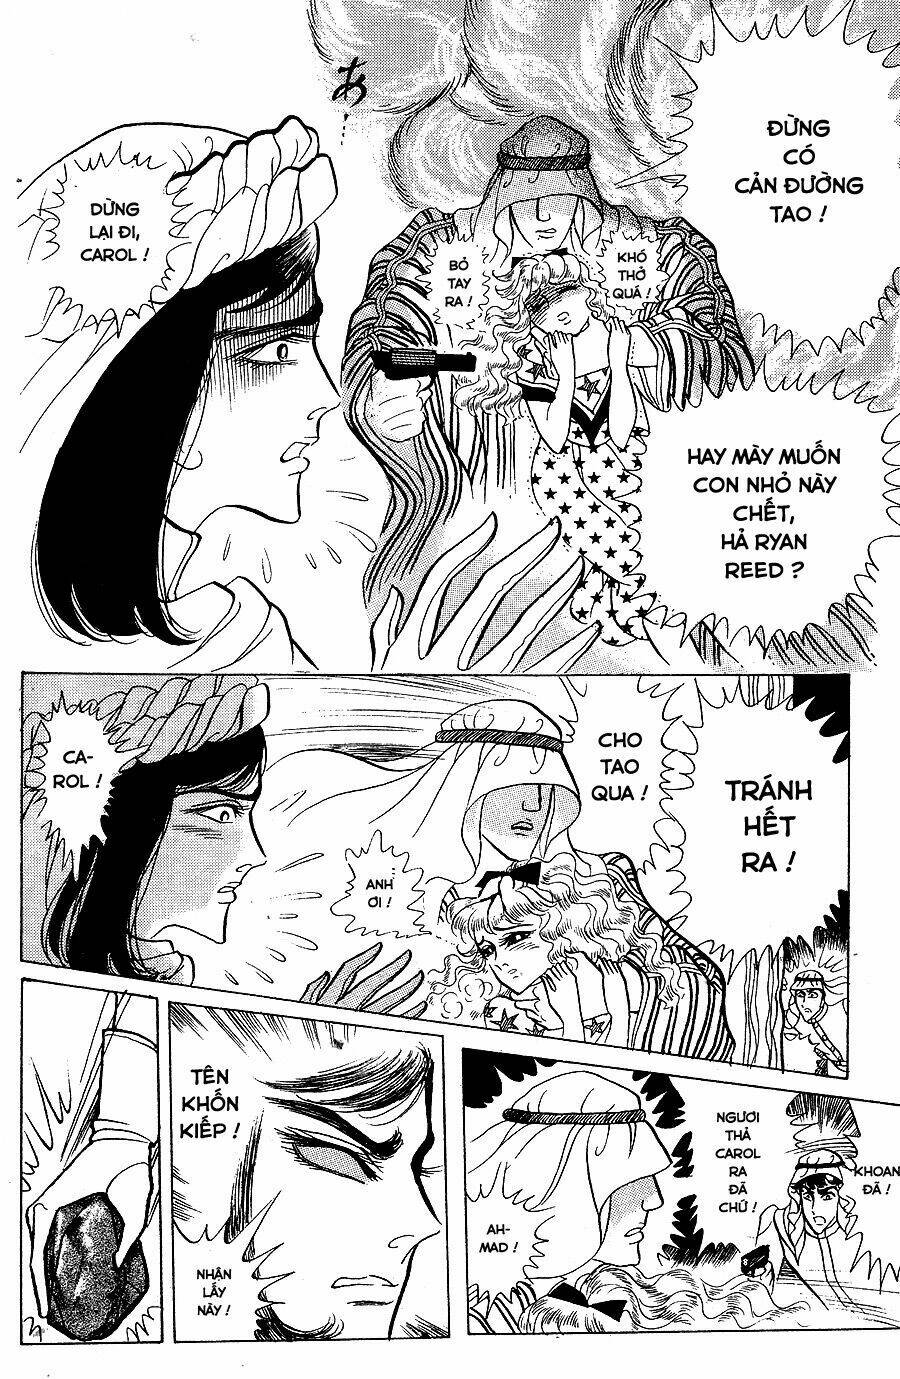 あ
ĐỪNG
CÓ
CẢN ĐƯỜNG
TAO !
DỪNG
LẠI ĐI,
CAROL !
BỎ
TAY
RA !
KHÓ
THỞ
QUÁ !
HAY MÀY MUỐN
CON NHỎ NÀY
CHẾT,
HẢ RYAN
REED ?
CA-
ROL !
CHO
TAO
QUA !
TRÁNH
HẾT
RA !
ANH
ƠI !
TÊN
KHỐN
KIẾP !
NHẬN
LẤY
NÀY !
NGƯƠI
THẢ
CAROL
RA
ĐÃ
CHỨ !
KHOAN
ĐÃ !
AH-
MAD !